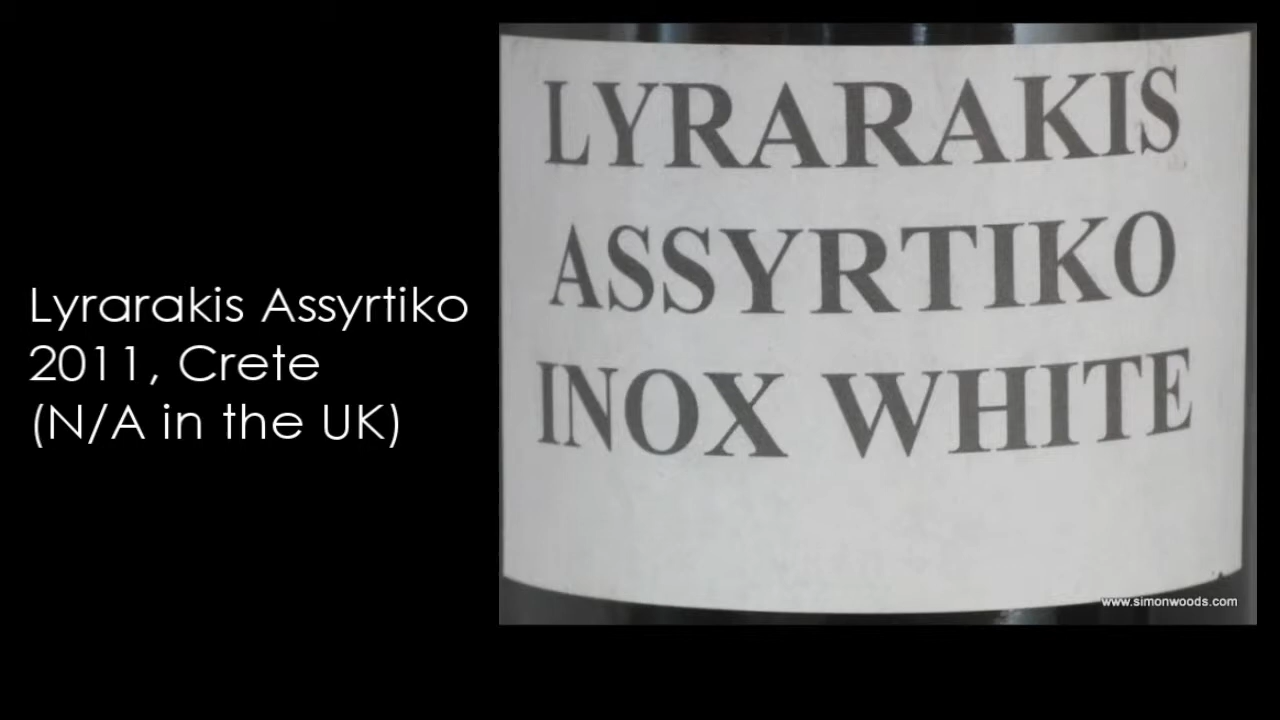 Lyrarakis Assyrtiko
2011, Crete
(N/A in the UK)
LYRARAKIS
ASSYRTIKO
INOX WHITE
www.simonwoods.com